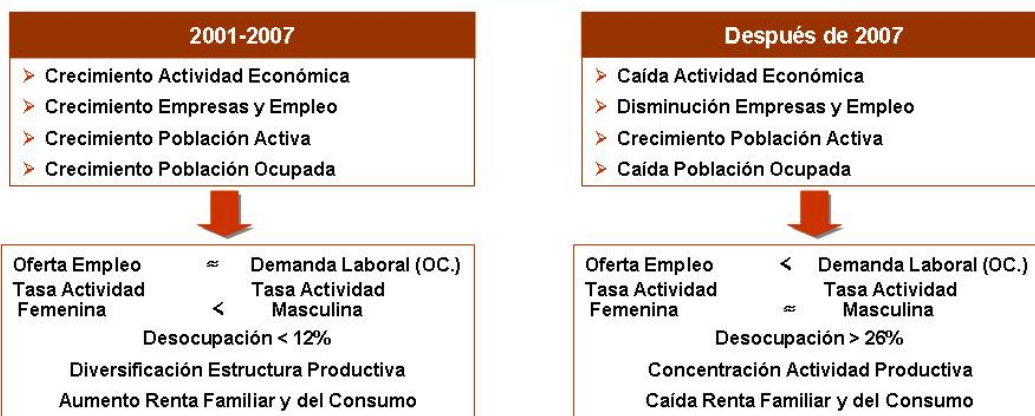 2001-2007
Crecimiento Actividad Económica
Crecimiento Empresas y Empleo
Crecimiento Población Activa
Crecimiento Población Ocupada
Oferta Empleo ≈ Demanda Laboral (OC.)
Tasa Actividad Tasa Actividad
Femenina < Masculina
Desocupación < 12%
Diversificación Estructura Productiva
Aumento Renta Familiar y del Consumo
Después de 2007
Caída Actividad Económica
Disminución Empresas y Empleo
Crecimiento Población Activa
Caída Población Ocupada
Oferta Empleo < Demanda Laboral (OC.)
Tasa Actividad Tasa Actividad
Femenina ≈ Masculina
Desocupación > 26%
Concentración Actividad Productiva
Caída Renta Familiar y del Consumo